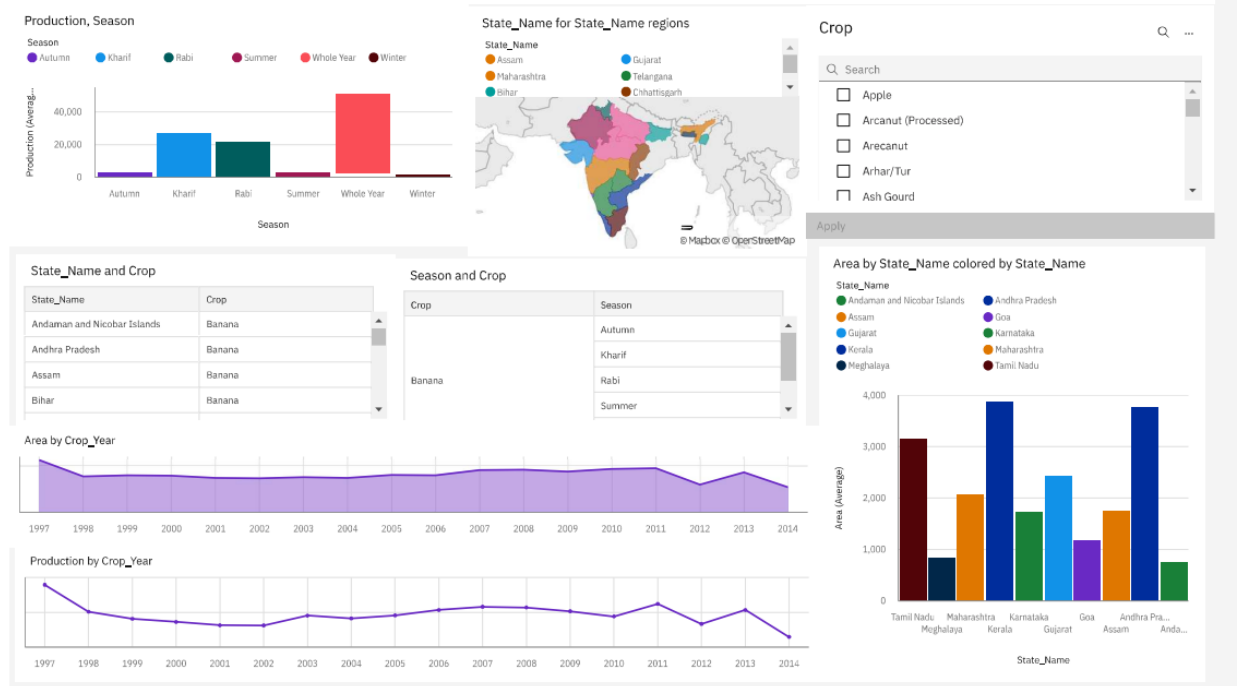 Production, Season
Season
Autumn Kharif Rabi Summer Whole Year Winter
Production (Averag...
40,000
20,000
0
Autumn Kharif Rabi Summer Whole Year Winter
Season
State_Name for State_Name regions
State_Name
Assam Gujarat
Maharashtra Telangana
Bihar Chhattisgarh
© Mapbox © OpenStreetMap
Crop
...
Search
Apple
Arcanut (Processed)
Arecanut
Arhar/Tur
Ash Gourd
Apply
State_Name and Crop
State_Name Crop
Andaman and Nicobar Islands Banana
Andhra Pradesh Banana
Assam Banana
Bihar Banana
Season and Crop
Crop Season
Autumn
Kharif
Banana Rabi
Summer
Area by Crop_Year
1997 1998 1999 2000 2001 2002 2003 2004 2005 2006 2007 2008 2009 2010 2011 2012 2013 2014
Production by Crop_Year
1997 1998 1999 2000 2001 2002 2003 2004 2005 2006 2007 2008 2009 2010 2011 2012 2013 2014
Area by State_Name colored by State_Name
State_Name
Andaman and Nicobar Islands Andhra Pradesh
Assam Goa
Gujarat Karnataka
Kerala Maharashtra
Meghalaya Tamil Nadu
Area (Average)
4,000
3,000
2,000
1,000
0
Tamil Nadu Maharashtra Karnataka Goa Andhra Pra...
Meghalaya Kerala Gujarat Assam Anda...
State_Name